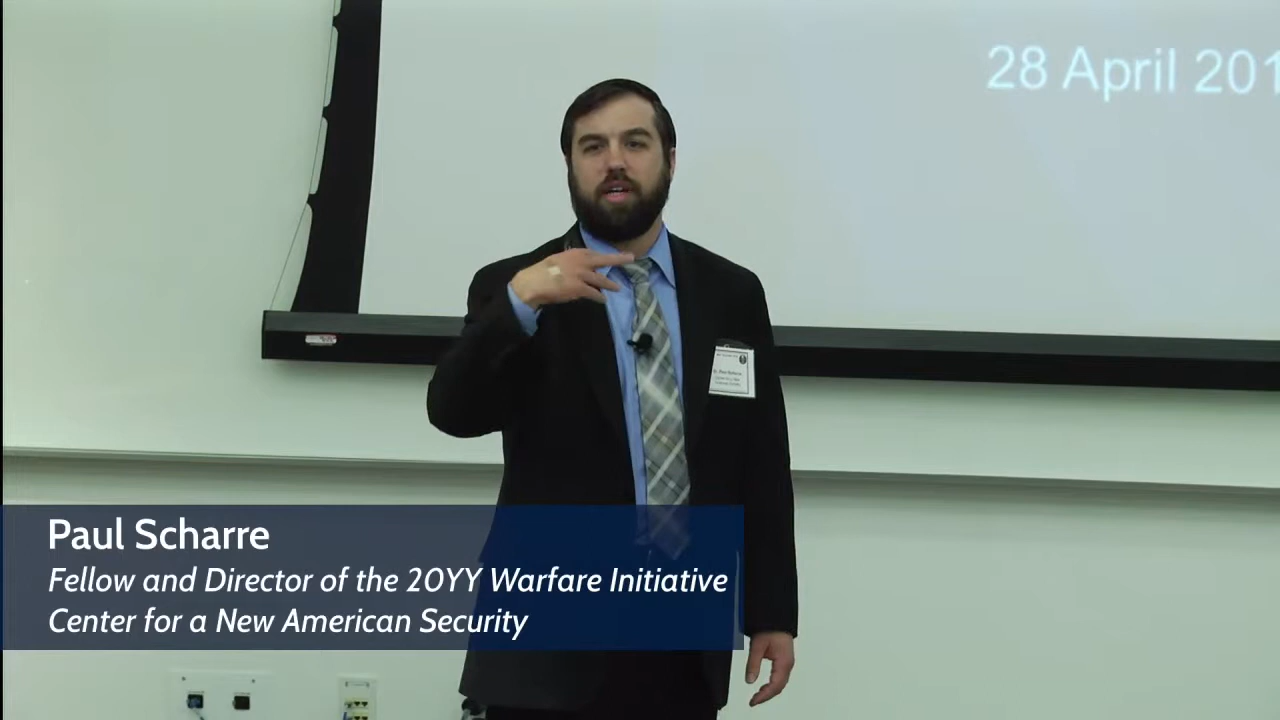 28 April 201
Paul Scharre
Fellow and Director of the 20YY Warfare Initiative
Center for a New American Security